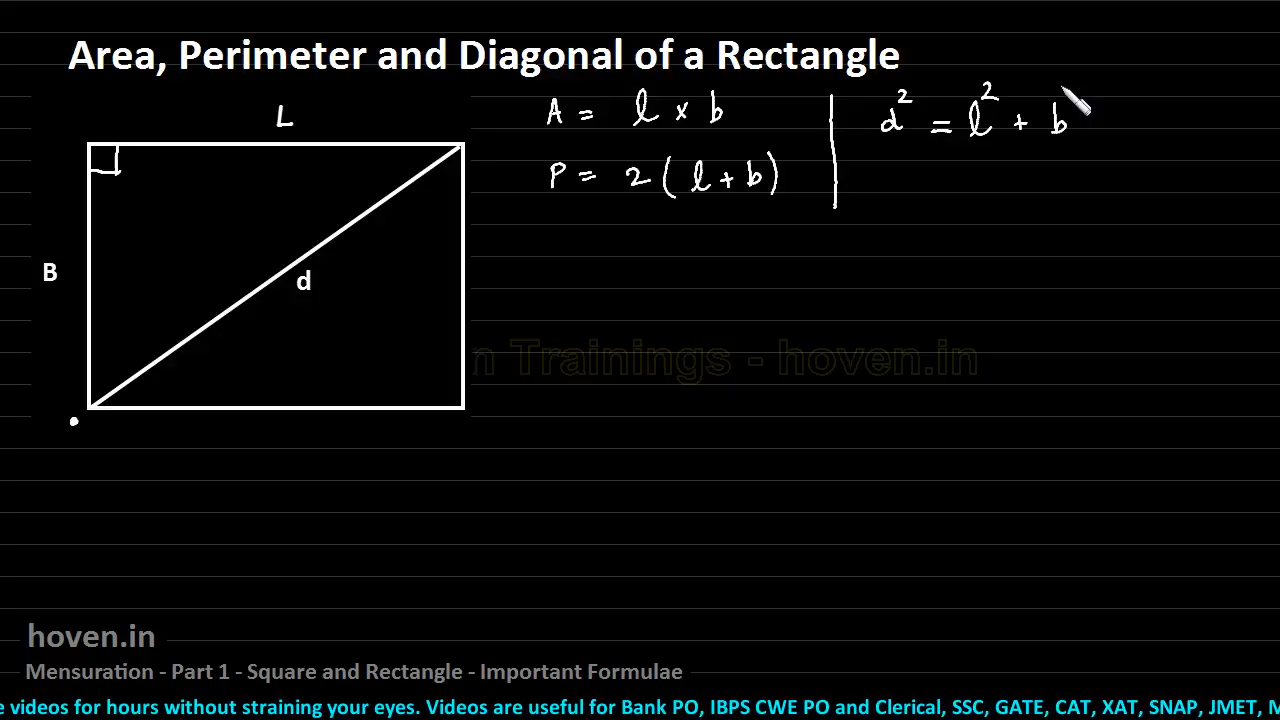 Area, Perimeter and Diagonal of a Rectangle
L
A = l × b
d² = l² + b
P = 2 ( l + b )
B
d
n Trainings - hoven.in
hoven.in
Mensuration - Part 1 - Square and Rectangle - Important Formulae
e videos for hours without straining your eyes. Videos are useful for Bank PO, IBPS CWE PO and Clerical, SSC, GATE, CAT, XAT, SNAP, JMET, M